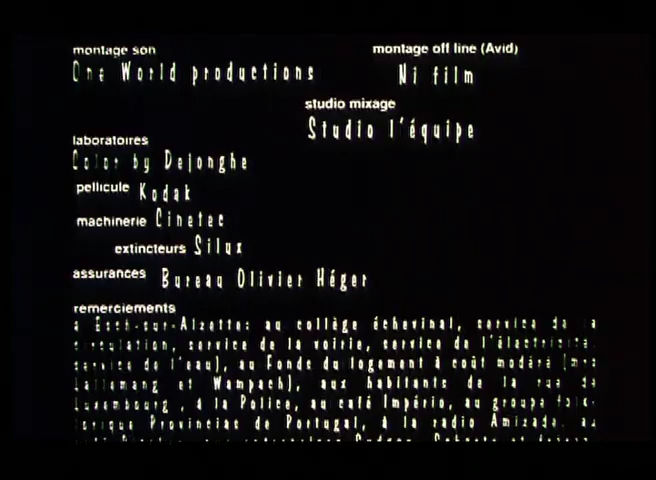 montage son
montage off line (Avid)
One World productions
Ni film
studio mixage
Studio l'équipe
laboratoires
Color by Dejonghe
pellicule Kodak
machinerie Cinetec
extincteurs Silux
assurances Bureau Olivier Héger
remerciements
à Esch-sur-Alzette: au collège échevinal, service de la
circulation, service de la voirie, service de l'électricité,
service de l'eau), au Fonds du logement à coût modéré (mrs
Lallemang et Wampach), aux habitants de la rue de
Luxembourg , à la Police, au café Império, au groupe folk-
lorique Provincias de Portugal, à la radio Amizade, au